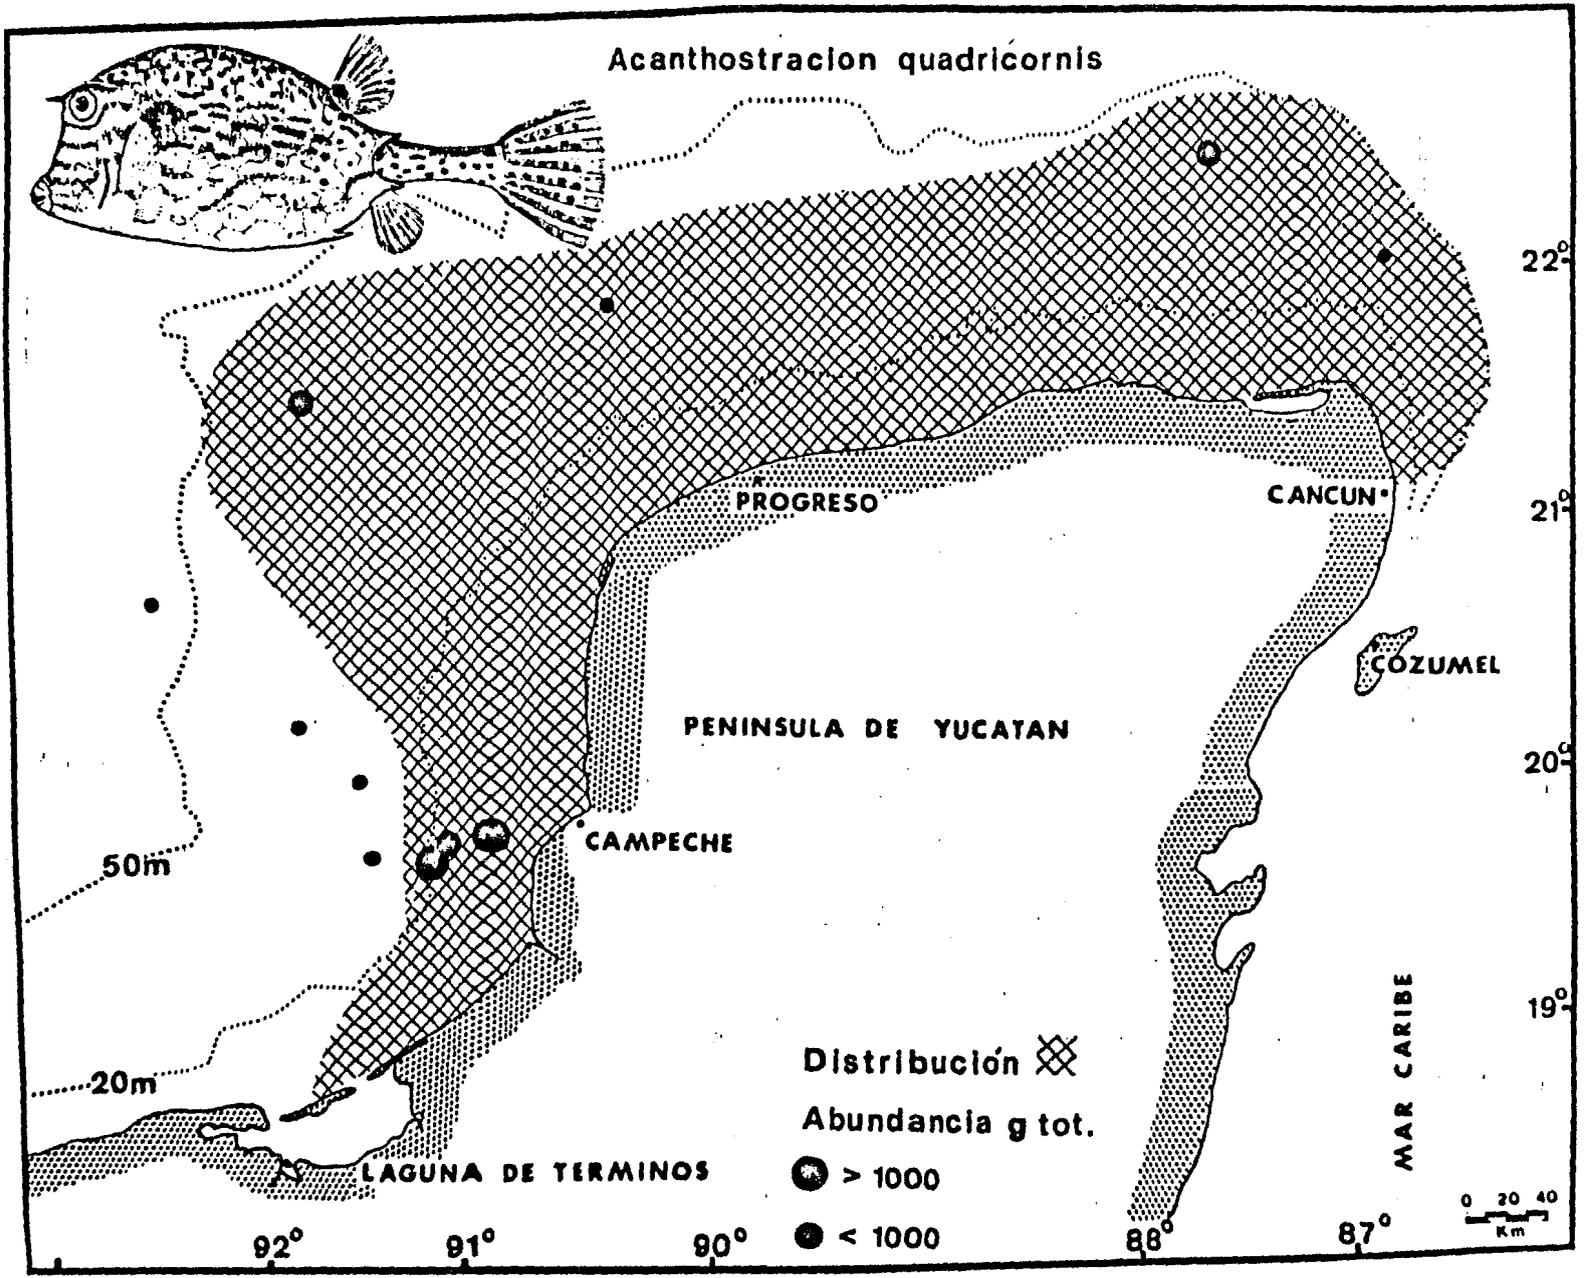 Acanthostracion quadricornis
22°
PROGRESO
CANCUN
21°
COZUMEL
PENINSULA DE YUCATAN
20°
CAMPECHE
50m
19°
MAR CARIBE
Distribución
20m
Abundancia g tot.
LAGUNA DE TERMINOS
> 1000
0 20 40
Km
< 1000
92° 91° 90° 88° 87°